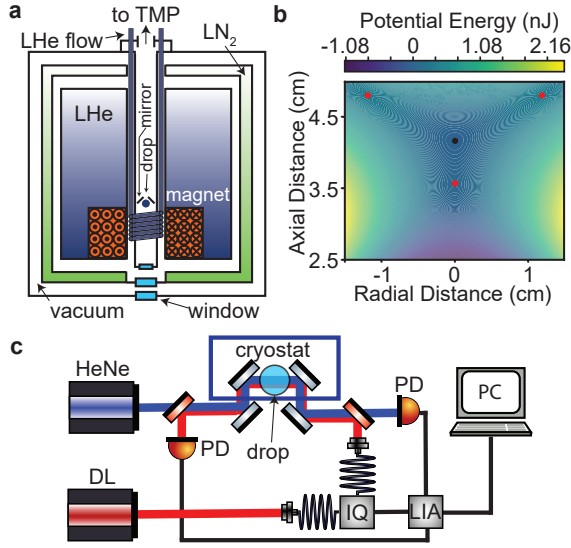 a
to TMP
LHe flow
LN2
LHe
mirror
drop
magnet
vacuum
window
b
Potential Energy (nJ)
-1.08 0 1.08 2.16
Axial Distance (cm)
4.5
3.5
2.5
-1 0 1
Radial Distance (cm)
c
HeNe
cryostat
PD
PC
drop
PD
DL
IQ
LIA